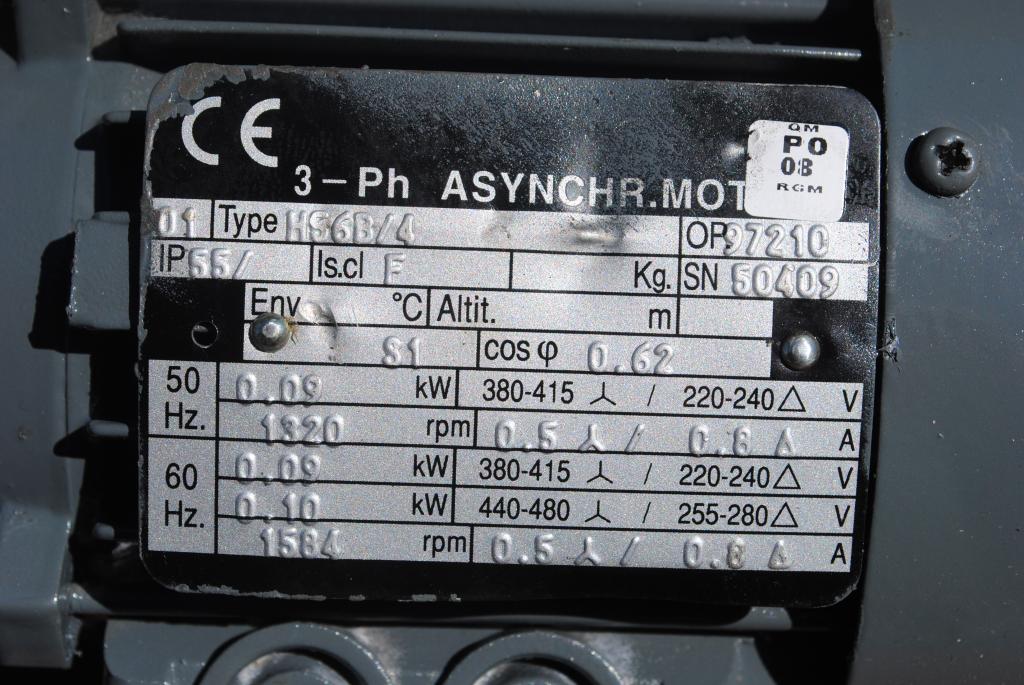 CE
QM
PO
08
RGM
3-Ph ASYNCHR.MOT
01 Type HS6B/4 OP 97210
IP 55/ Is.cl F Kg. SN 50409
Env °C Altit. m
S1 cos φ 0.62
50 Hz.
0.09 kW 380-415 ⅄ / 220-240 △ V
1320 rpm 0.5 ⅄ / 0.8 Δ A
60 Hz.
0.09 kW 380-415 ⅄ / 220-240 △ V
0.10 kW 440-480 ⅄ / 255-280 △ V
1584 rpm 0.5 ⅄ / 0.8 Δ A